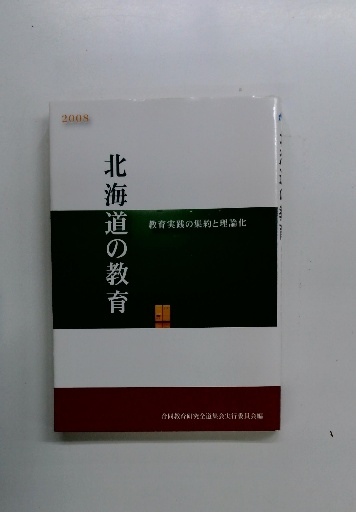 2008
北海道の教育
教育実践の集約と理論化
合同教育研究全道集会実行委員会編